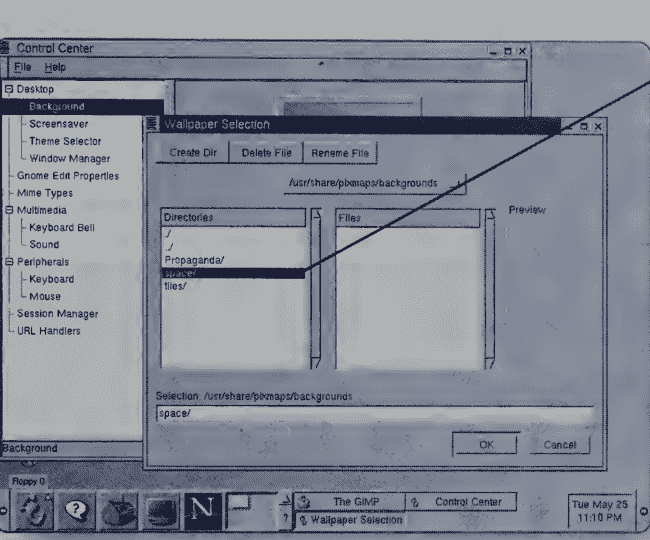 Control Center
File Help
Desktop
Background
Screensaver
Theme Selector
Window Manager
Gnome Edit Properties
Mime Types
Multimedia
Keyboard Bell
Sound
Peripherals
Keyboard
Mouse
Session Manager
URL Handlers
Background
Wallpaper Selection
Create Dir Delete File Rename File
/usr/share/pixmaps/backgrounds
Directories
./
../
Propaganda/
space/
tiles/
Files
Preview
Selection: /usr/share/pixmaps/backgrounds
space/
OK Cancel
Floppy 0
N
The GIMP
Control Center
Wallpaper Selection
Tue May 25
11:10 PM